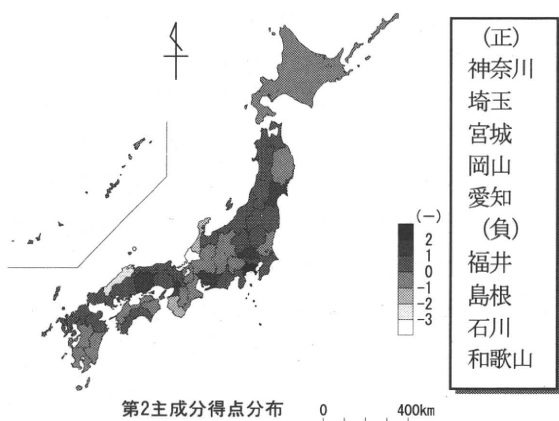 (正)
神奈川
埼玉
宮城
岡山
愛知
(負)
福井
島根
石川
和歌山
(−)
2
1
0
-1
-2
-3
第2主成分得点分布
0 400km